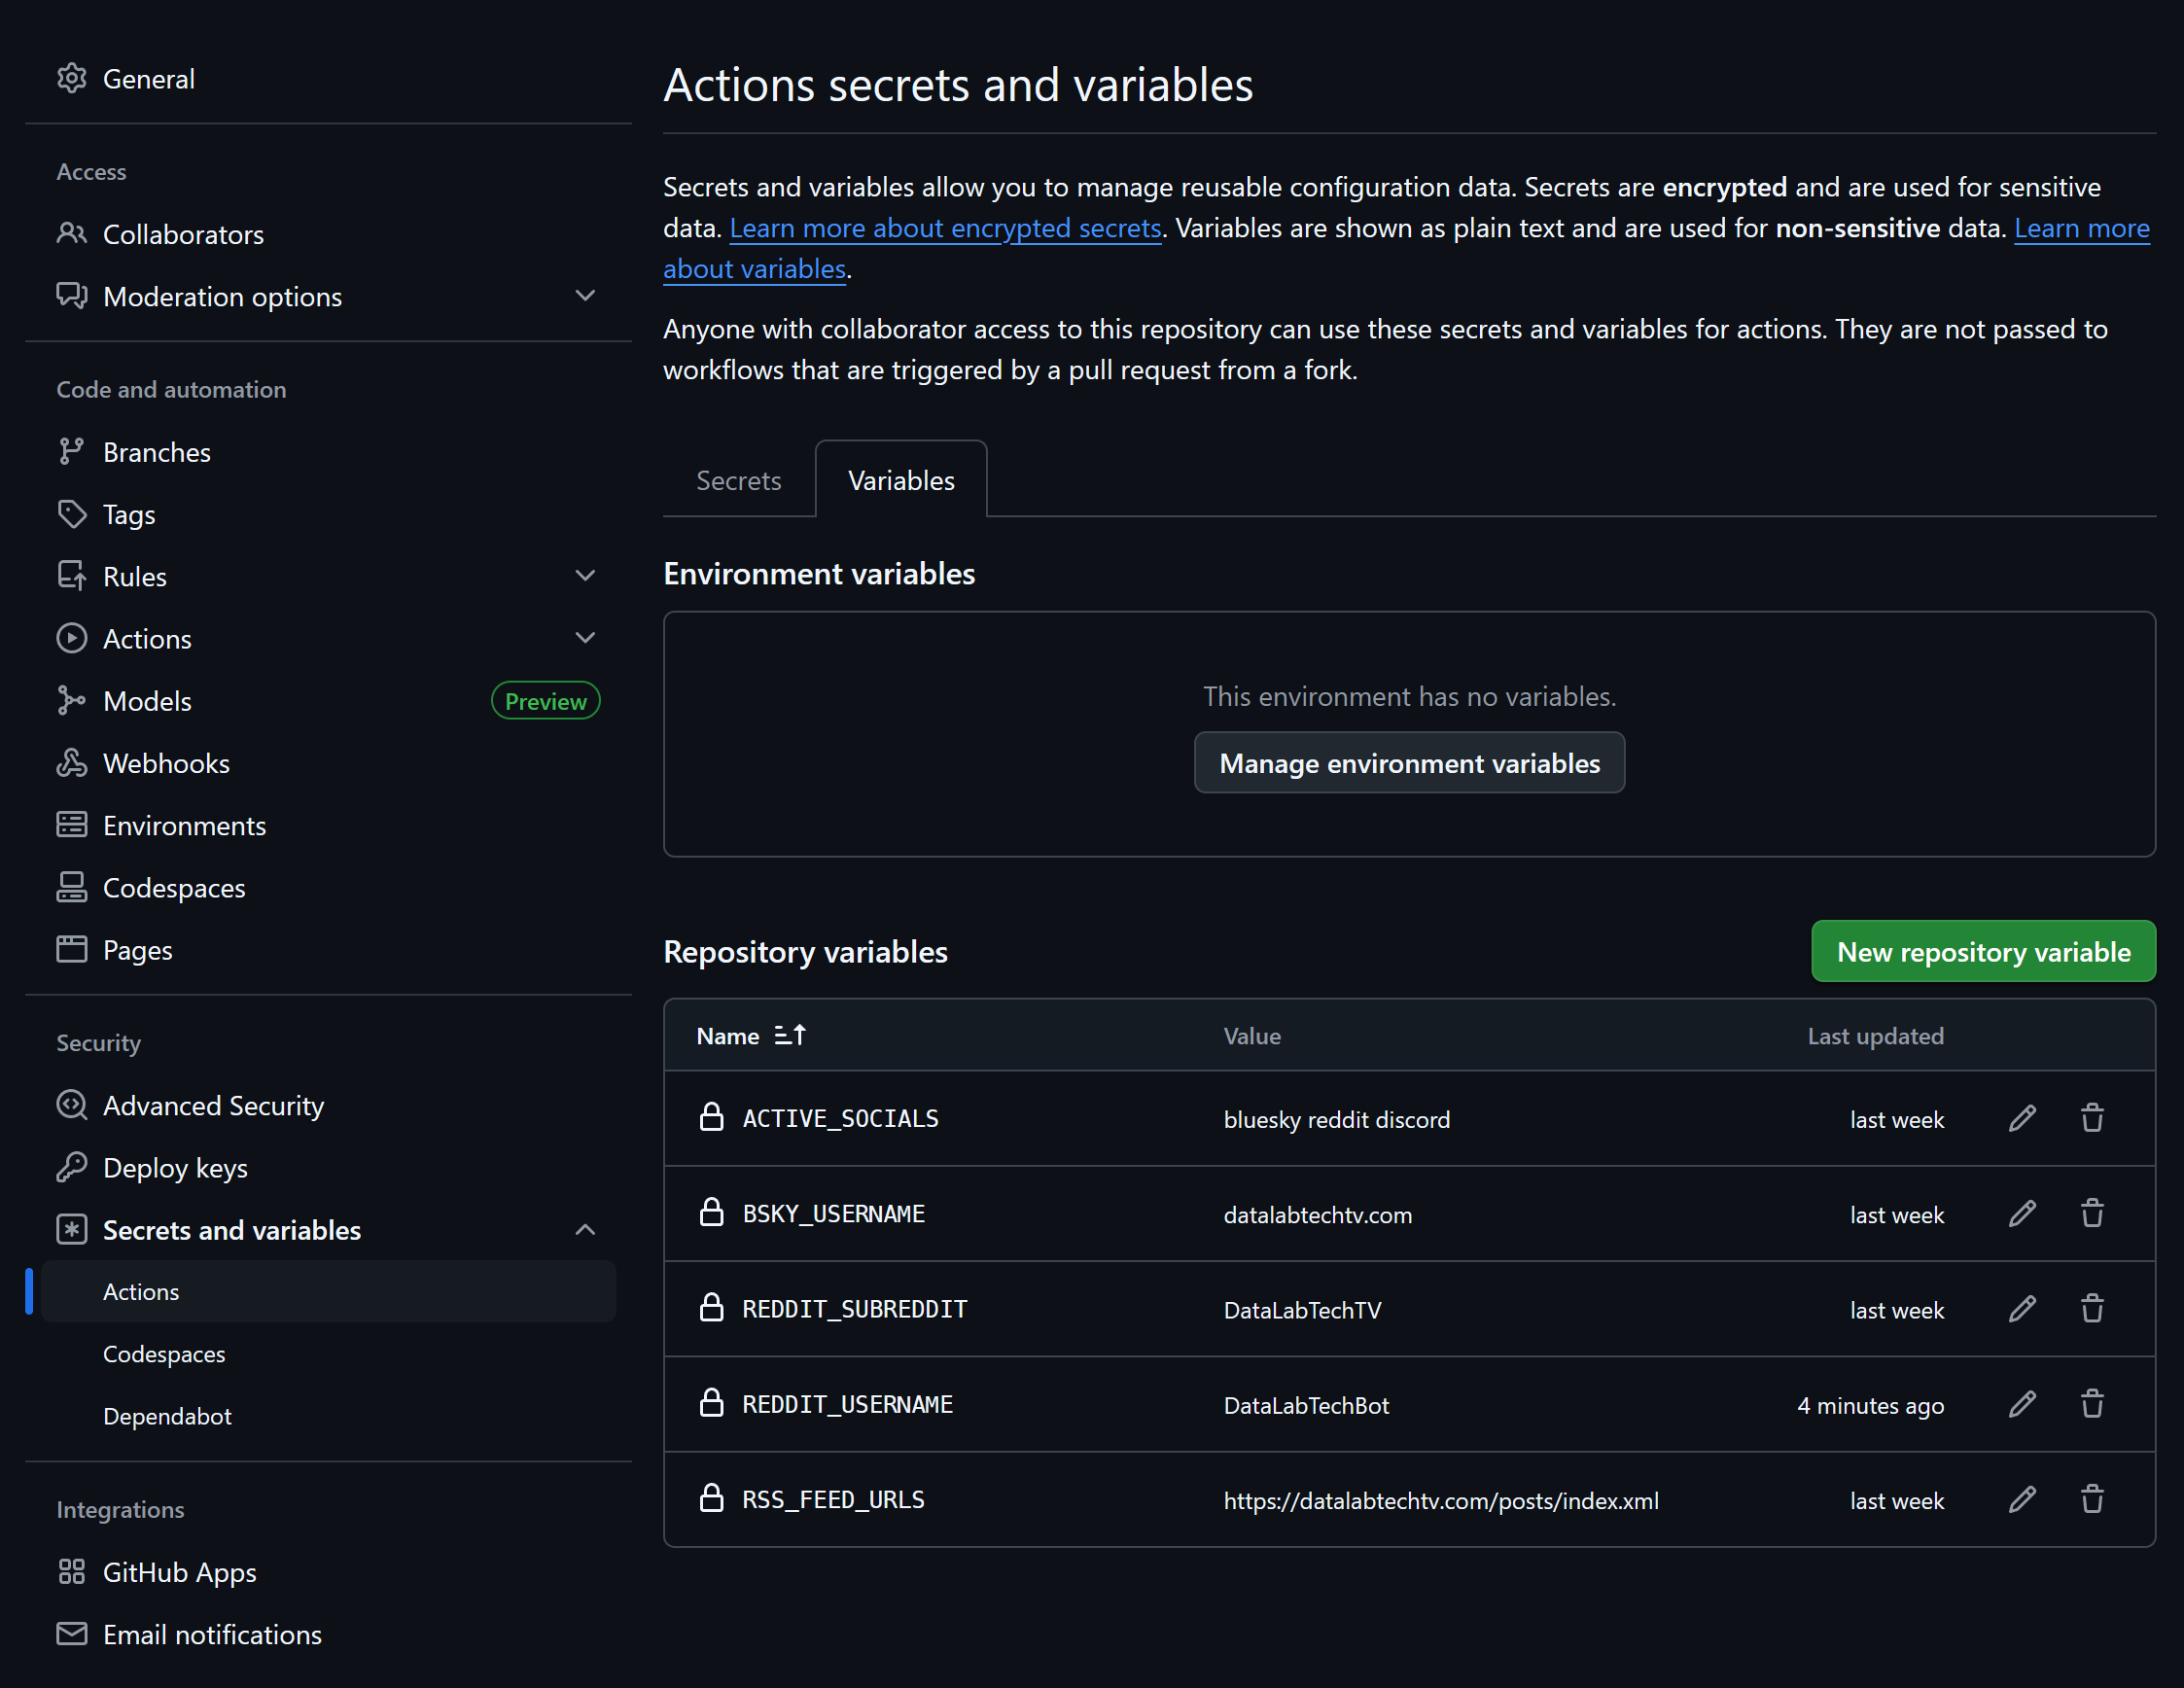 General
Access
Collaborators
Moderation options
Code and automation
Branches
Tags
Rules
Actions
Models Preview
Webhooks
Environments
Codespaces
Pages
Security
Advanced Security
Deploy keys
Secrets and variables
Actions
Codespaces
Dependabot
Integrations
GitHub Apps
Email notifications
Actions secrets and variables
Secrets and variables allow you to manage reusable configuration data. Secrets are encrypted and are used for sensitive
data. Learn more about encrypted secrets. Variables are shown as plain text and are used for non-sensitive data. Learn more
about variables.
Anyone with collaborator access to this repository can use these secrets and variables for actions. They are not passed to
workflows that are triggered by a pull request from a fork.
Secrets Variables
Environment variables
This environment has no variables.
Manage environment variables
Repository variables New repository variable
Name Value Last updated
ACTIVE_SOCIALS bluesky reddit discord last week
BSKY_USERNAME datalabtechtv.com last week
REDDIT_SUBREDDIT DataLabTechTV last week
REDDIT_USERNAME DataLabTechBot 4 minutes ago
RSS_FEED_URLS https://datalabtechtv.com/posts/index.xml last week